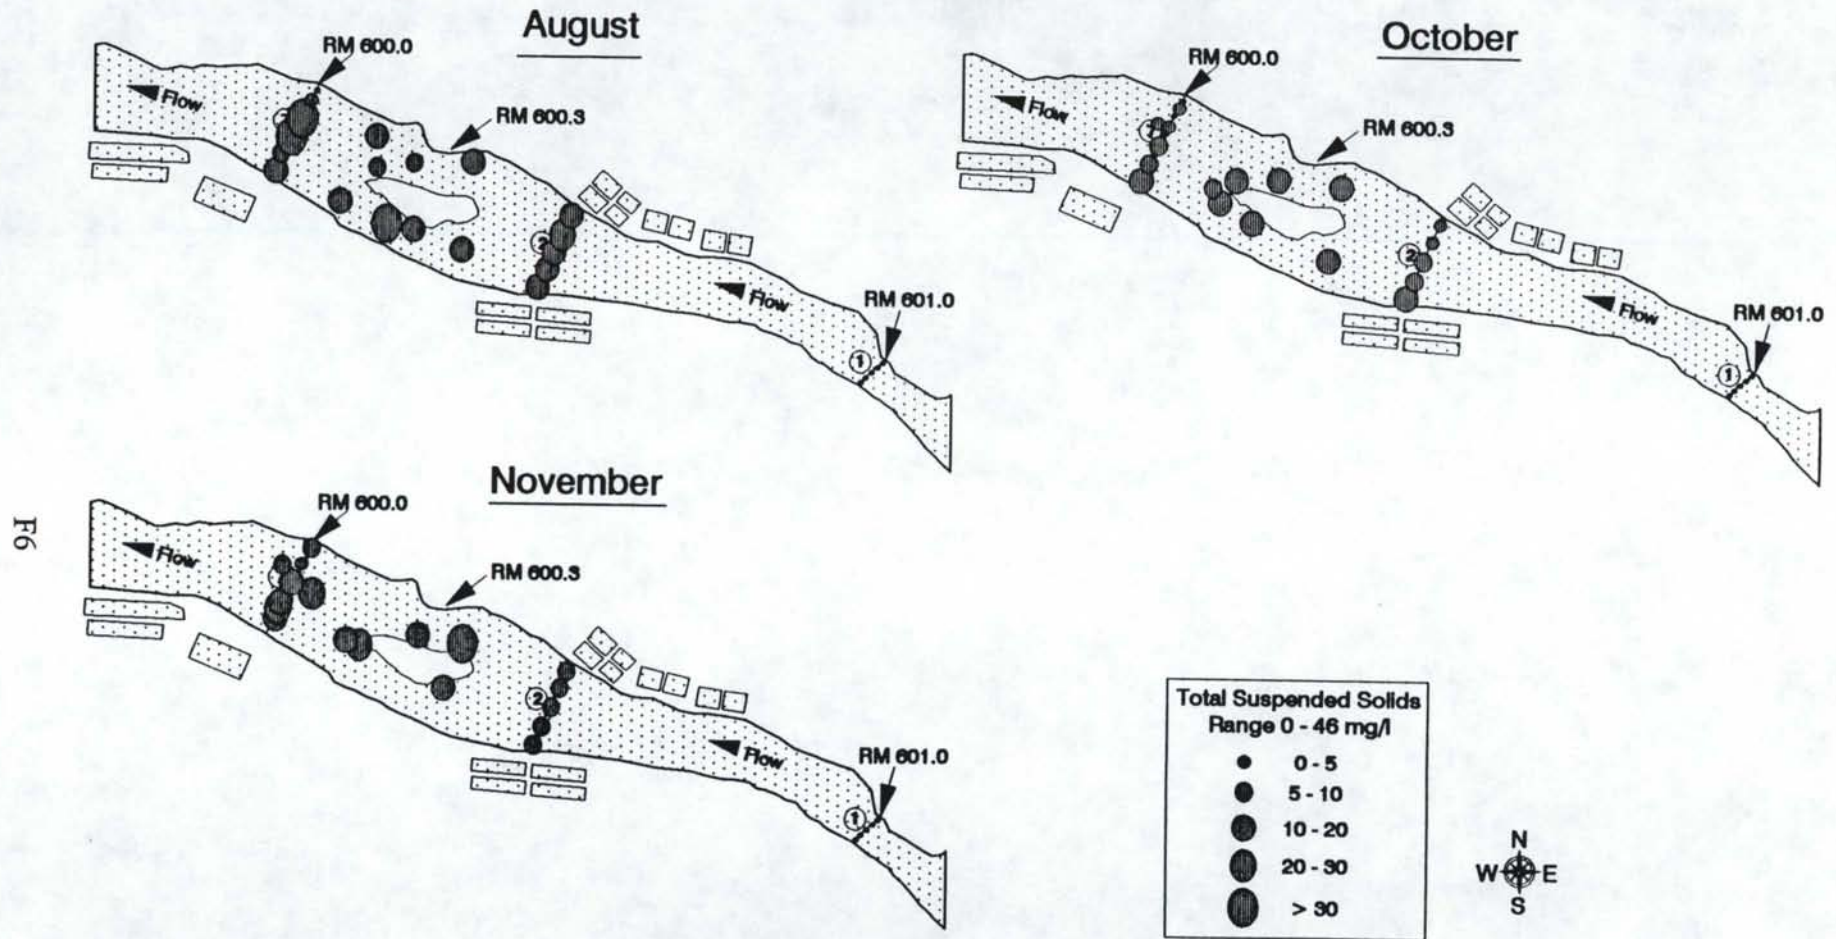 August
RM 600.0
Flow
RM 600.3
2
Flow
RM 601.0
1
October
RM 600.0
Flow
7
RM 600.3
2
Flow
RM 601.0
1
November
RM 600.0
Flow
RM 600.3
2
Flow
RM 601.0
1
F6
Total Suspended Solids
Range 0 - 46 mg/l
0 - 5
5 - 10
10 - 20
20 - 30
> 30
N
W E
S